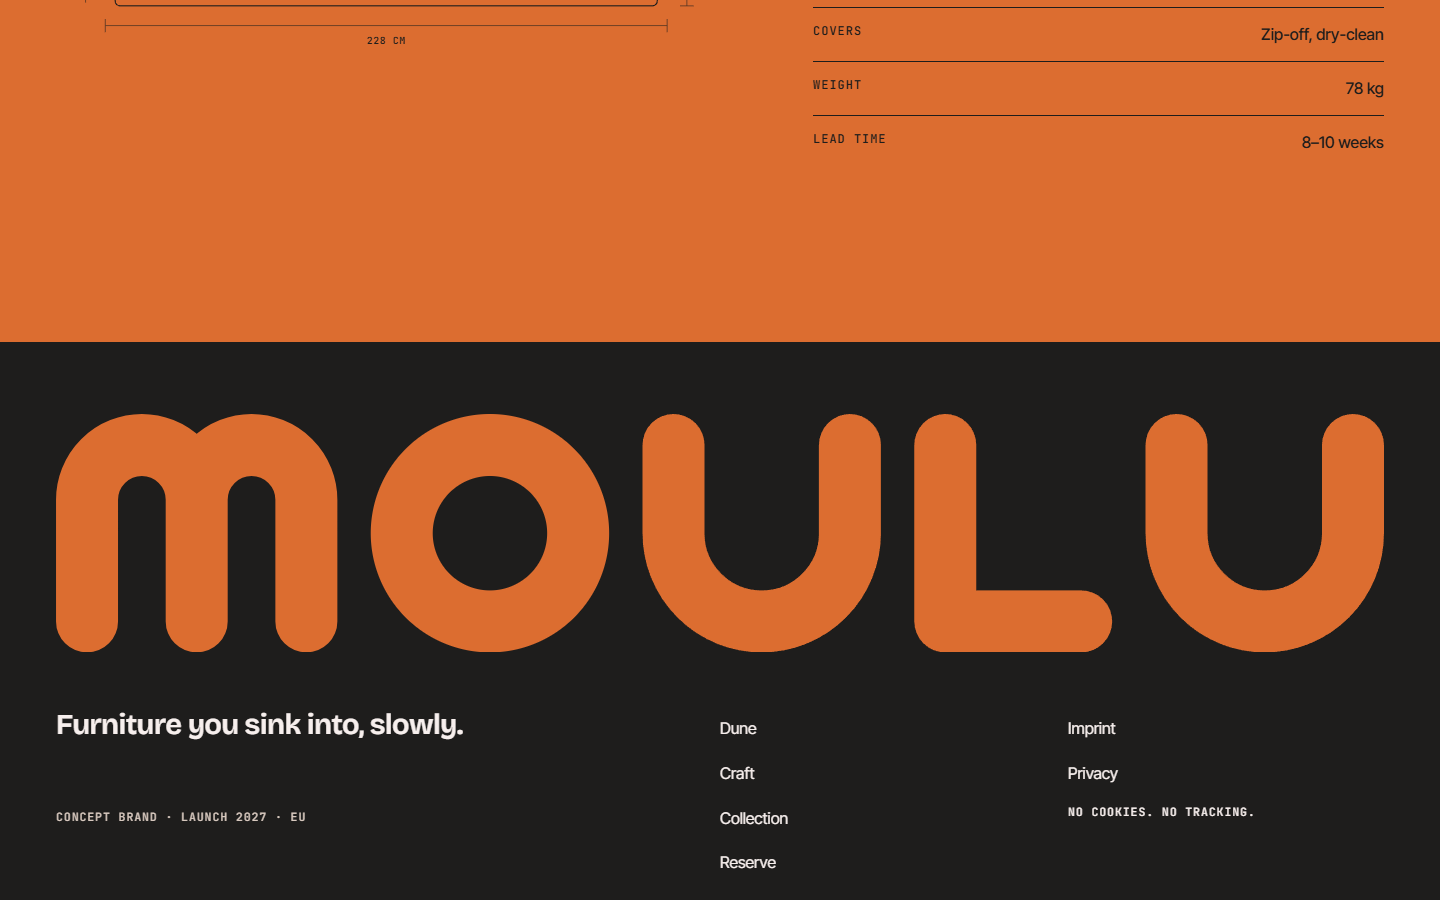 228 CM
COVERS
Zip-off, dry-clean
WEIGHT
78 kg
LEAD TIME
8–10 weeks
MOULU
Furniture you sink into, slowly.
CONCEPT BRAND · LAUNCH 2027 · EU
Dune
Craft
Collection
Reserve
Imprint
Privacy
NO COOKIES. NO TRACKING.